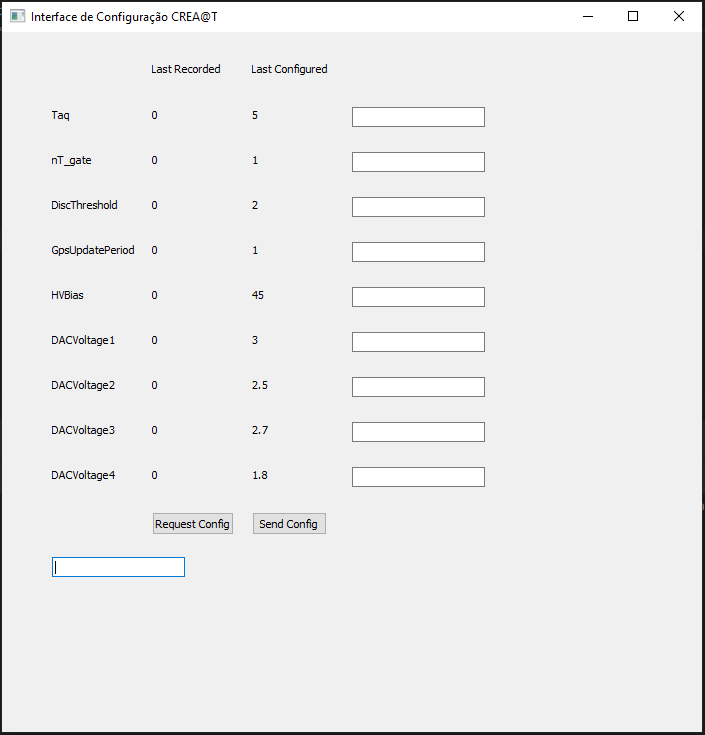 Interface de Configuração CREA@T
Last Recorded Last Configured
Taq 0 5
nT_gate 0 1
DiscThreshold 0 2
GpsUpdatePeriod 0 1
HVBias 0 45
DACVoltage1 0 3
DACVoltage2 0 2.5
DACVoltage3 0 2.7
DACVoltage4 0 1.8
Request Config Send Config